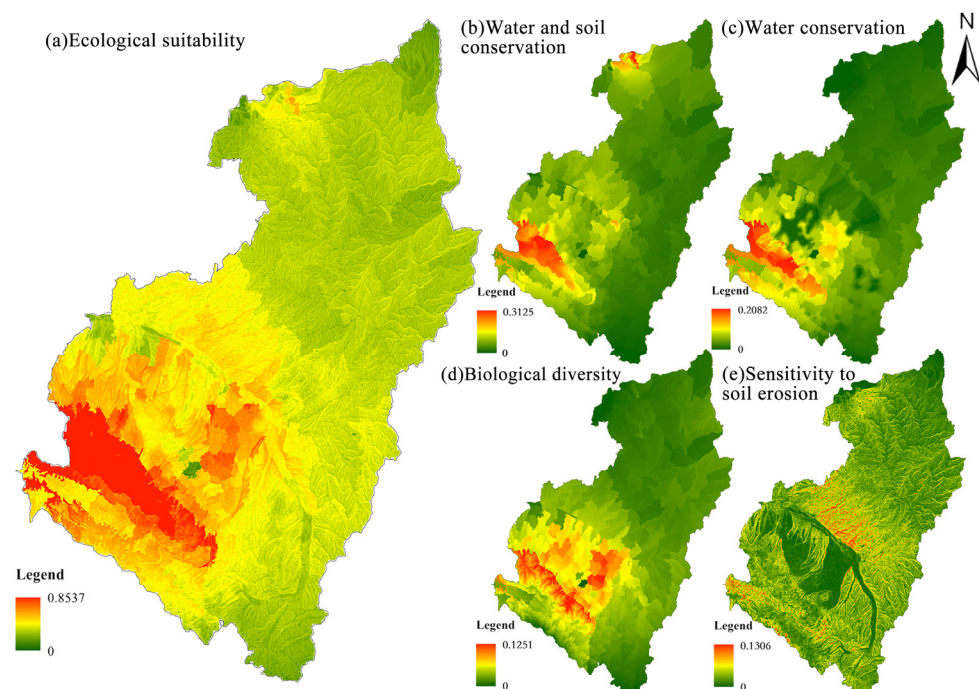 (a)Ecological suitability
Legend
0.8537
0
(b)Water and soil
conservation
Legend
0.3125
0
(c)Water conservation
Legend
0.2082
0
N
(d)Biological diversity
Legend
0.1251
0
(e)Sensitivity to
soil erosion
Legend
0.1306
0